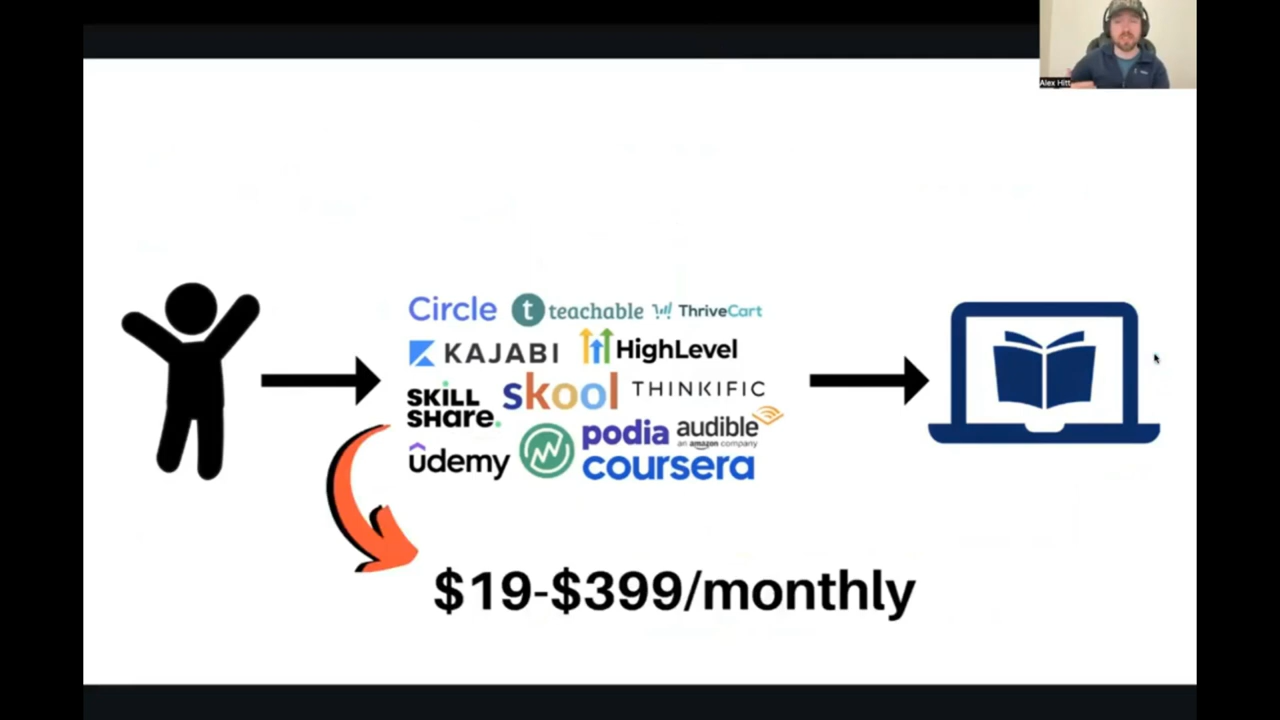 Alex Hitt
Circle t teachable ThriveCart
KAJABI HighLevel
SKILL SHARE. skool THINKIFIC
podia audible
an amazon company
udemy coursera
$19-$399/monthly